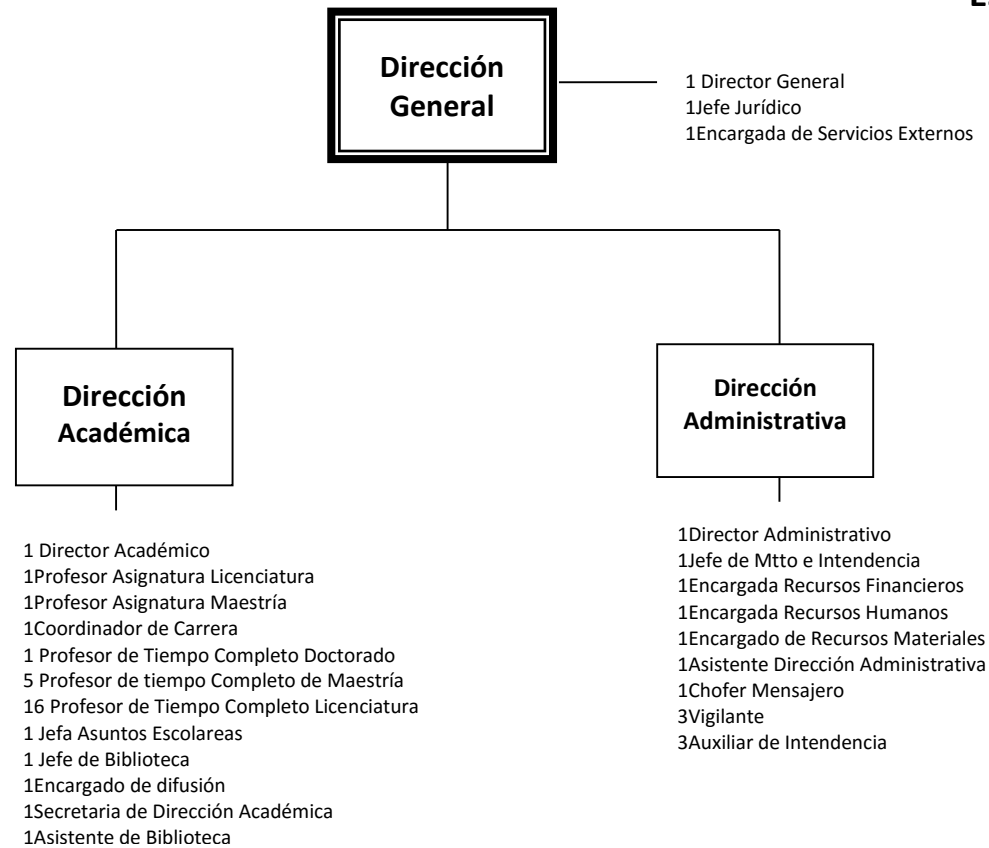 Dirección
General
1 Director General
1Jefe Jurídico
1Encargada de Servicios Externos
Dirección
Académica
Dirección
Administrativa
1 Director Académico
1Profesor Asignatura Licenciatura
1Profesor Asignatura Maestría
1Coordinador de Carrera
1 Profesor de Tiempo Completo Doctorado
5 Profesor de tiempo Completo de Maestría
16 Profesor de Tiempo Completo Licenciatura
1 Jefa Asuntos Escolareas
1 Jefe de Biblioteca
1Encargado de difusión
1Secretaria de Dirección Académica
1Asistente de Biblioteca
1Director Administrativo
1Jefe de Mtto e Intendencia
1Encargada Recursos Financieros
1Encargada Recursos Humanos
1Encargado de Recursos Materiales
1Asistente Dirección Administrativa
1Chofer Mensajero
3Vigilante
3Auxiliar de Intendencia